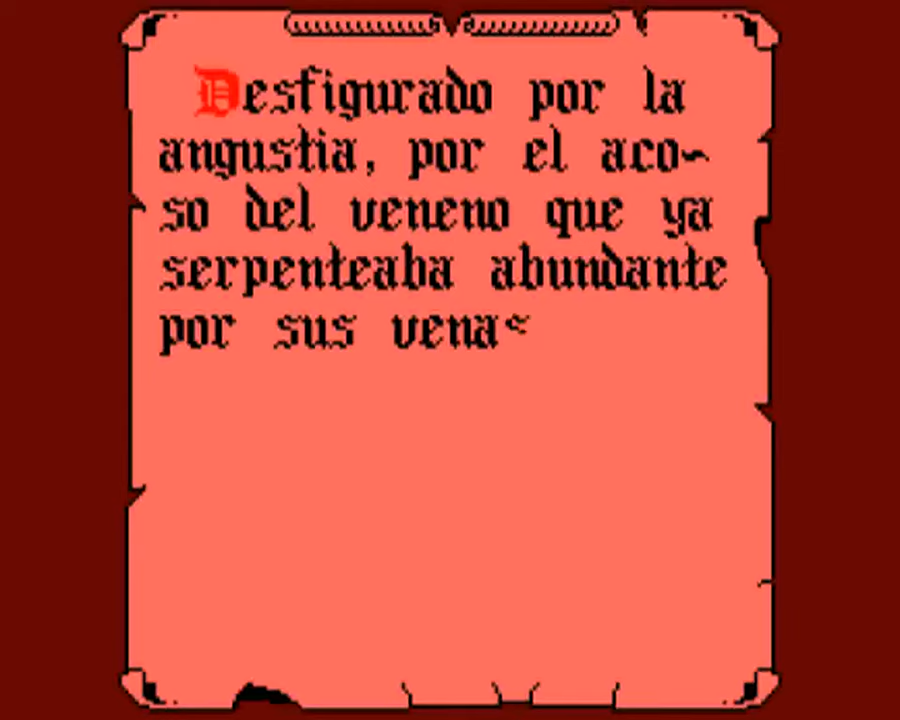 Desfigurado por la
angustia, por el aco~
so del veneno que ya
serpenteaba abundante
por sus vena